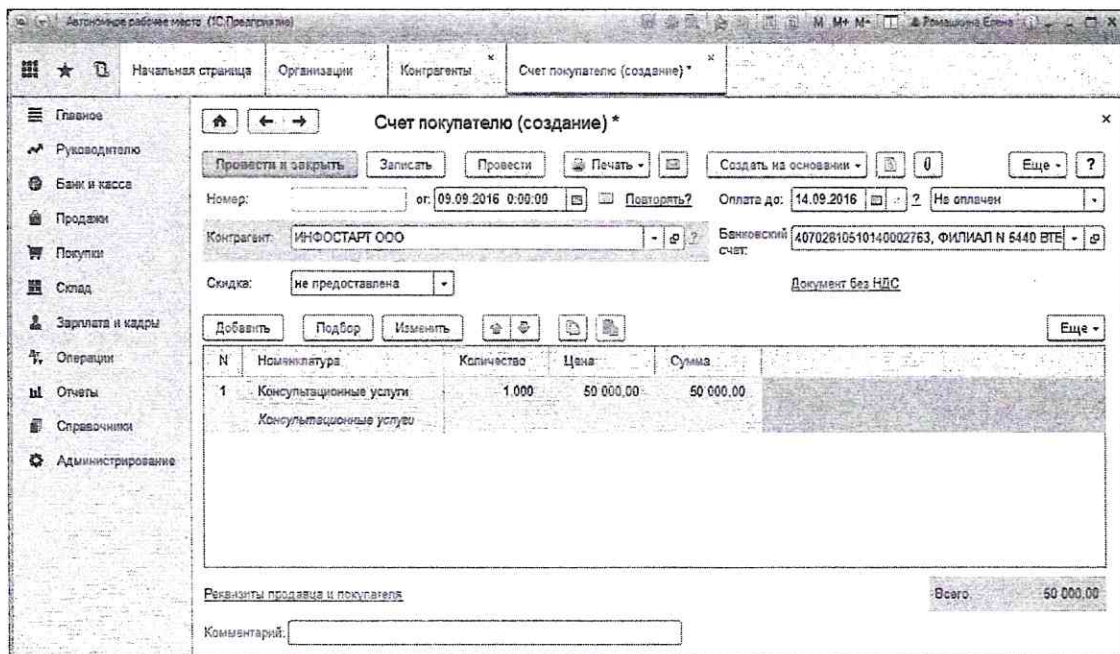 Автономное рабочее место (1С:Предприятие) M M+ M- Ромашкина Елена
Начальная страница Организации Контрагенты Счет покупателю (создание) *
Главное
Руководителю
Банк и касса
Продажи
Покупки
Склад
Зарплата и кадры
Операции
Отчеты
Справочники
Администрирование
Счет покупателю (создание) *
Провести и закрыть Записать Провести Печать Создать на основании Еще ?
Номер: от: 09.09.2016 0:00:00 Повторять? Оплата до: 14.09.2016 ? Не оплачен
Контрагент: ИНФОСТАРТ ООО ? Банковский счет: 40702810510140002763, ФИЛИАЛ N 5440 ВТБ
Скидка: не предоставлена Документ без НДС
Добавить Подбор Изменить Еще
N Номенклатура Количество Цена Сумма
1 Консультационные услуги 1.000 50 000,00 50 000,00
Консультационные услуги
Реквизиты продавца и покупателя Всего 50 000,00
Комментарий: